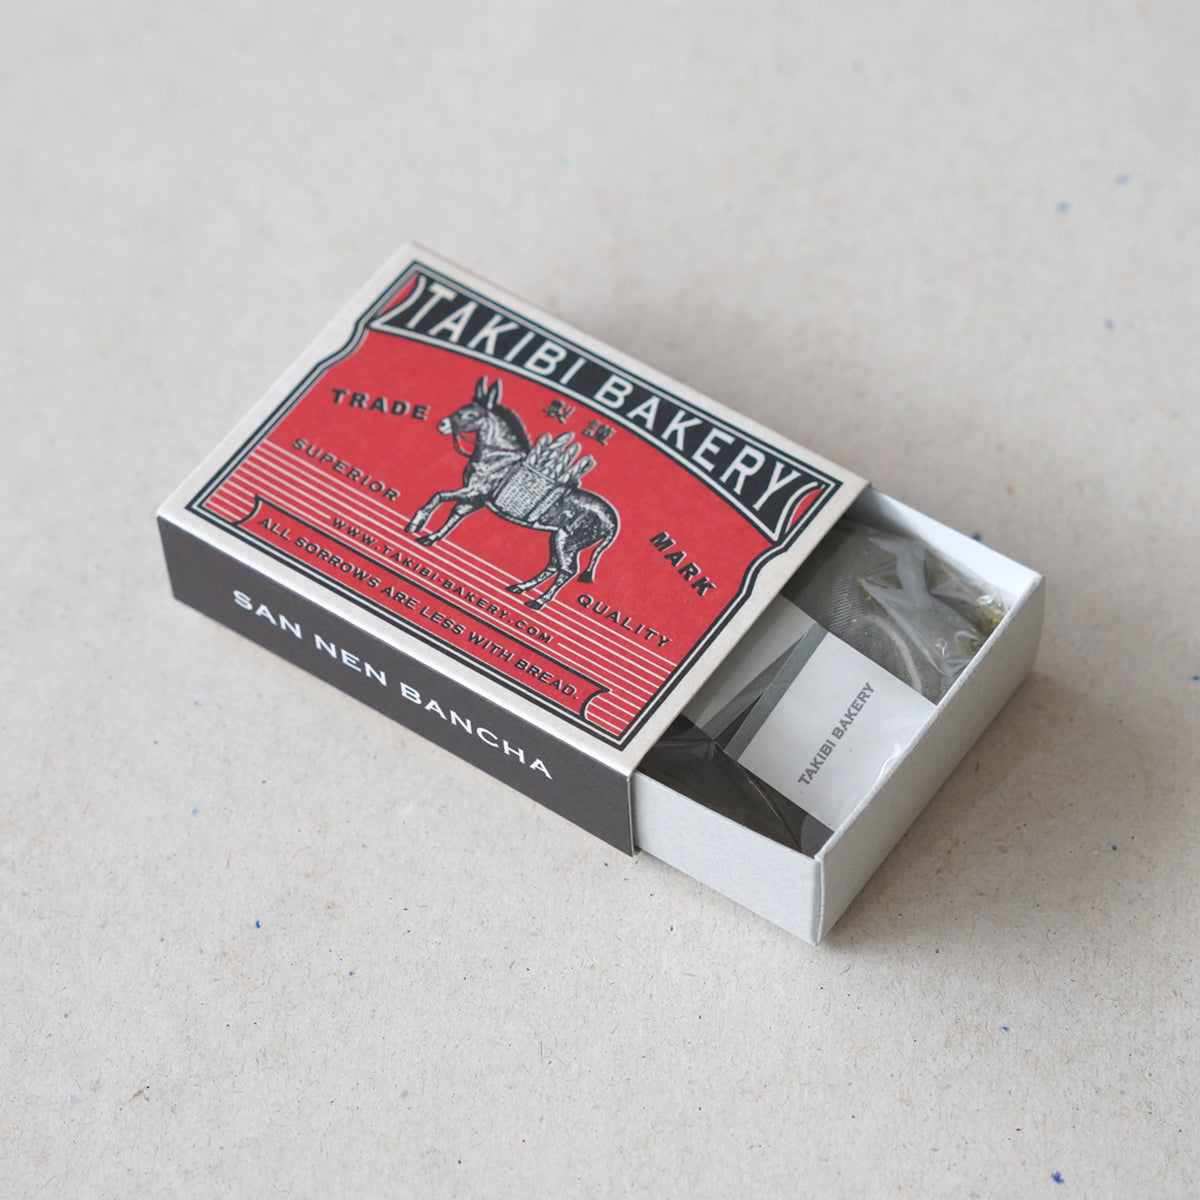 TAKIBI BAKERY
TRADE
製謹
MARK
SUPERIOR
QUALITY
WWW.TAKIBI-BAKERY.COM
ALL SORROWS ARE LESS WITH BREAD.
SAN NEN BANCHA
TAKIBI BAKERY